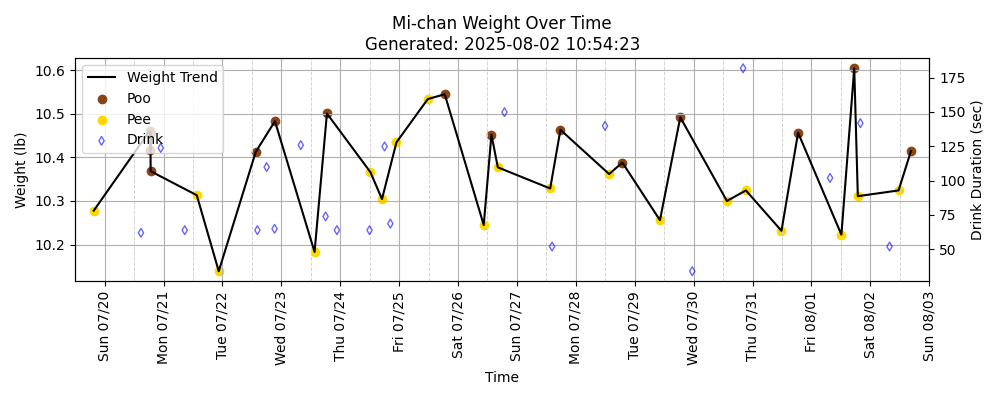 Mi-chan Weight Over Time
Generated: 2025-08-02 10:54:23
Weight Trend
Poo
Pee
Drink
Weight (lb)
10.6
10.5
10.4
10.3
10.2
175
150
125
100
75
50
Drink Duration (sec)
Sun 07/20
Mon 07/21
Tue 07/22
Wed 07/23
Thu 07/24
Fri 07/25
Sat 07/26
Sun 07/27
Mon 07/28
Tue 07/29
Wed 07/30
Thu 07/31
Fri 08/01
Sat 08/02
Sun 08/03
Time